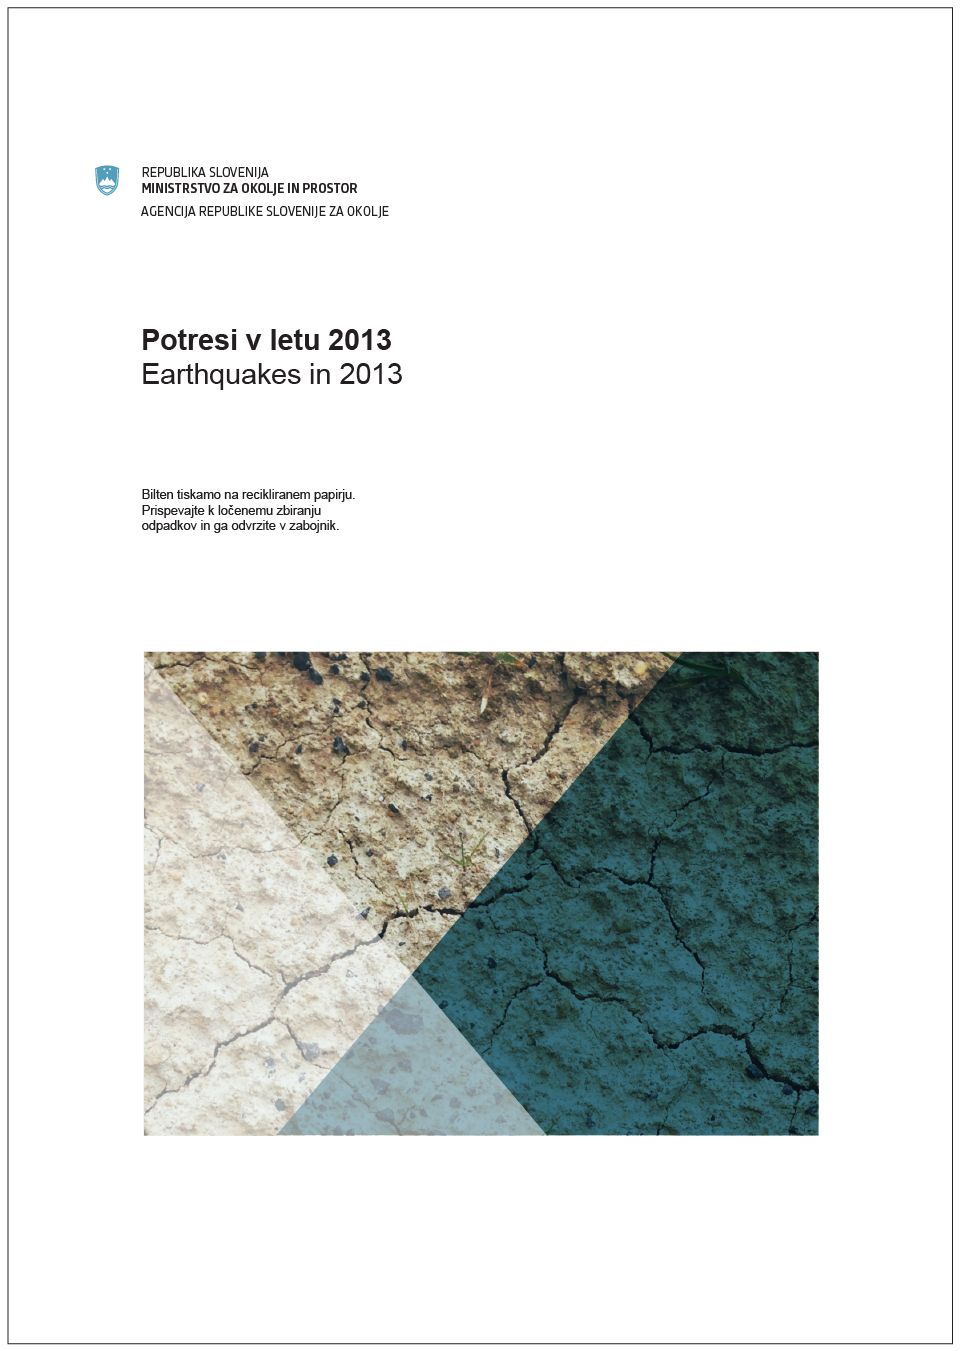 REPUBLIKA SLOVENIJA
MINISTRSTVO ZA OKOLJE IN PROSTOR
AGENCIJA REPUBLIKE SLOVENIJE ZA OKOLJE
Potresi v letu 2013
Earthquakes in 2013
Bilten tiskamo na recikliranem papirju.
Prispevajte k ločenemu zbiranju
odpadkov in ga odvrzite v zabojnik.